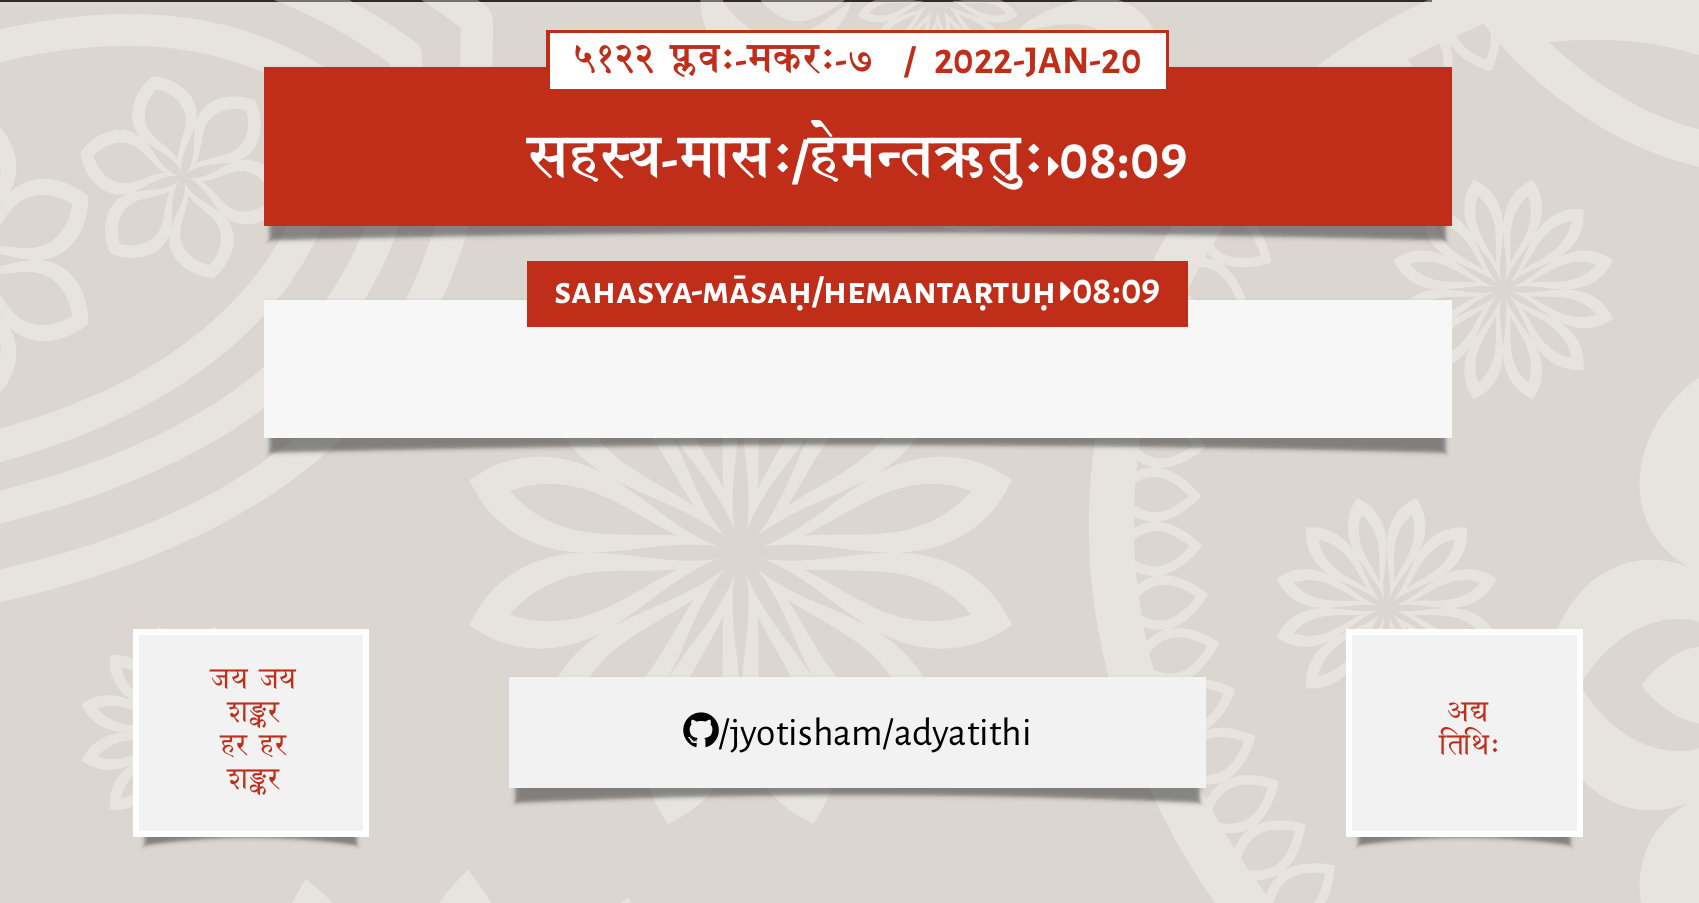 ५१२२ प्लवः-मकरः-७ / 2022-JAN-20
सहस्य-मासः/हेमन्तऋतुः▸08:09
SAHASYA-MĀSAḤ/HEMANTAṚTUḤ▸08:09
जय जय
शङ्कर
हर हर
शङ्कर
/jyotisham/adyatithi
अद्य
तिथिः